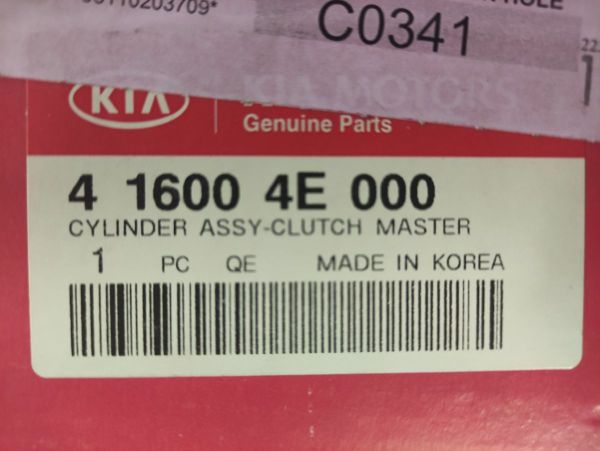 C0341
KIA
KIA MOTORS
Genuine Parts
4 1600 4E 000
CYLINDER ASSY-CLUTCH MASTER
1 PC QE MADE IN KOREA